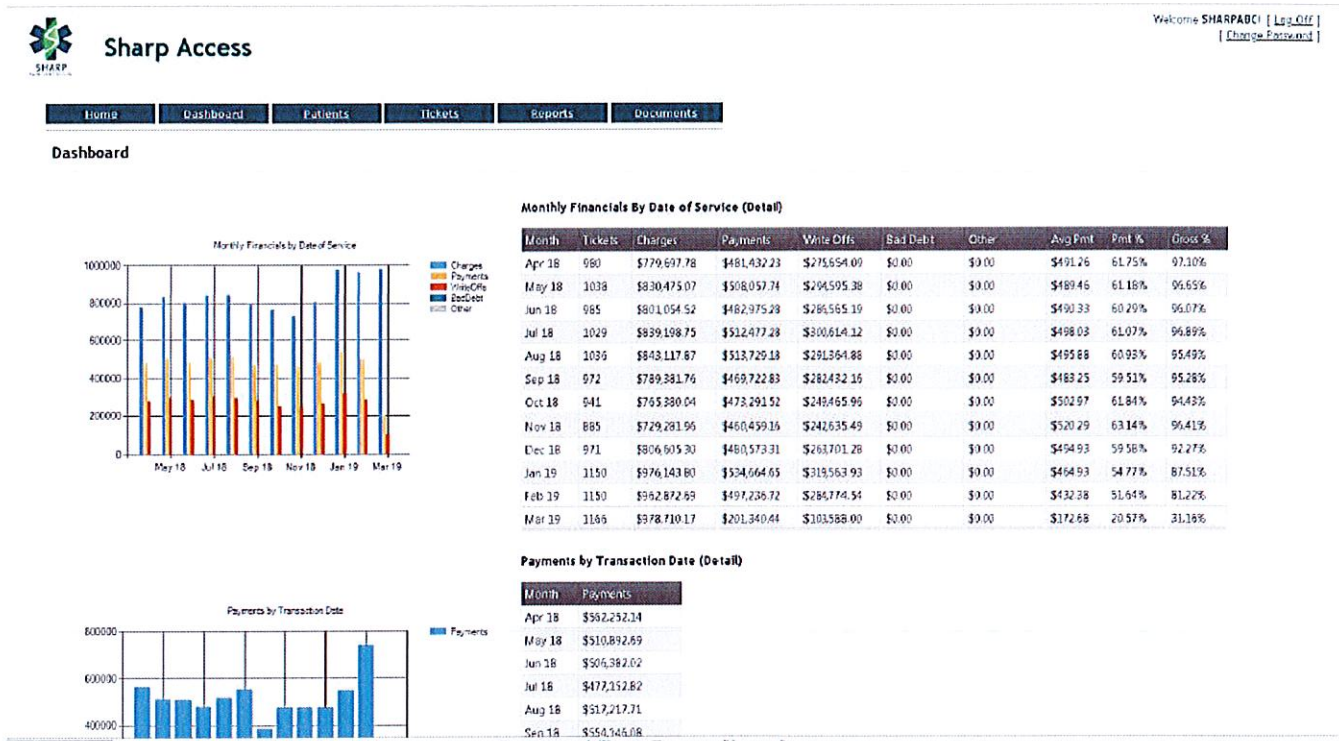 Welcome SHARPABC! [ Log Off ]
[ Change Password ]
SHARP
Sharp Access
Home Dashboard Patients Tickets Reports Documents
Dashboard
Monthly Financials By Date of Service (Detail)
Monthly Financials by Date of Service
1000000
800000
600000
400000
200000
0
May 18 Jul 18 Sep 18 Nov 18 Jan 19 Mar 19
Charges
Payments
WriteOffs
BadDebt
Other
Month Tickets Charges Payments Write Offs Bad Debt Other Avg Pmt Pmt % Gross %
Apr 18 980 $779,697.78 $481,432.23 $275,654.09 $0.00 $0.00 $491.26 61.75% 97.10%
May 18 1038 $830,475.07 $508,057.74 $294,595.38 $0.00 $0.00 $489.46 61.18% 96.65%
Jun 18 985 $801,054.52 $482,975.28 $286,565.19 $0.00 $0.00 $490.33 60.29% 96.07%
Jul 18 1029 $839,198.75 $512,477.28 $300,614.12 $0.00 $0.00 $498.03 61.07% 96.89%
Aug 18 1036 $843,117.87 $513,729.18 $291,364.88 $0.00 $0.00 $495.88 60.93% 95.49%
Sep 18 972 $789,381.76 $469,722.83 $282,432.16 $0.00 $0.00 $483.25 59.51% 95.28%
Oct 18 941 $765,380.04 $473,291.52 $249,465.96 $0.00 $0.00 $502.97 61.84% 94.43%
Nov 18 885 $729,281.96 $460,459.16 $242,635.49 $0.00 $0.00 $520.29 63.14% 96.41%
Dec 18 971 $806,605.30 $480,573.31 $263,701.28 $0.00 $0.00 $494.93 59.58% 92.27%
Jan 19 1150 $976,143.80 $534,664.65 $319,563.93 $0.00 $0.00 $464.93 54.77% 87.51%
Feb 19 1150 $962,872.69 $497,236.72 $284,774.54 $0.00 $0.00 $432.38 51.64% 81.22%
Mar 19 1166 $978,710.17 $201,340.44 $103,588.00 $0.00 $0.00 $172.68 20.57% 31.16%
Payments by Transaction Date (Detail)
Payments by Transaction Date
800000
600000
400000
Payments
Month Payments
Apr 18 $562,252.14
May 18 $510,892.69
Jun 18 $506,382.02
Jul 18 $477,152.82
Aug 18 $517,217.71
Sep 18 $554,146.08